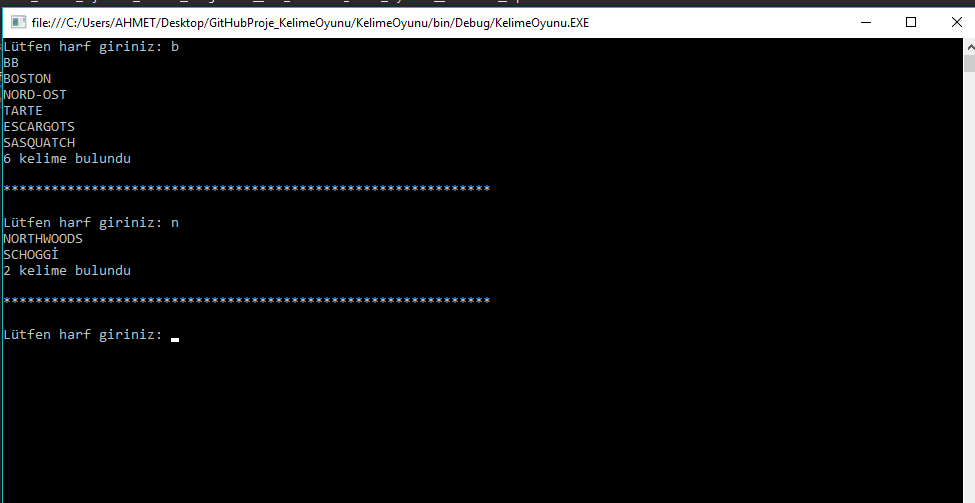 file:///C:/Users/AHMET/Desktop/GitHubProje_KelimeOyunu/KelimeOyunu/bin/Debug/KelimeOyunu.EXE
Lütfen harf giriniz: b
BB
BOSTON
NORD-OST
TARTE
ESCARGOTS
SASQUATCH
6 kelime bulundu
*************************************************************
Lütfen harf giriniz: n
NORTHWOODS
SCHOGGİ
2 kelime bulundu
*************************************************************
Lütfen harf giriniz: